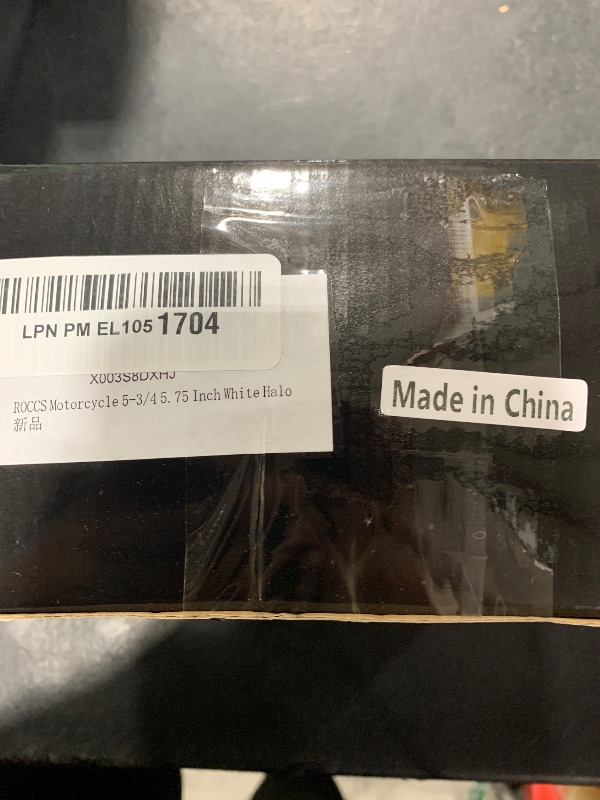 LPN PM EL105 1704
X003S8DXHJ
ROCCS Motorcycle 5-3/4 5.75 Inch White Halo
新品
Made in China